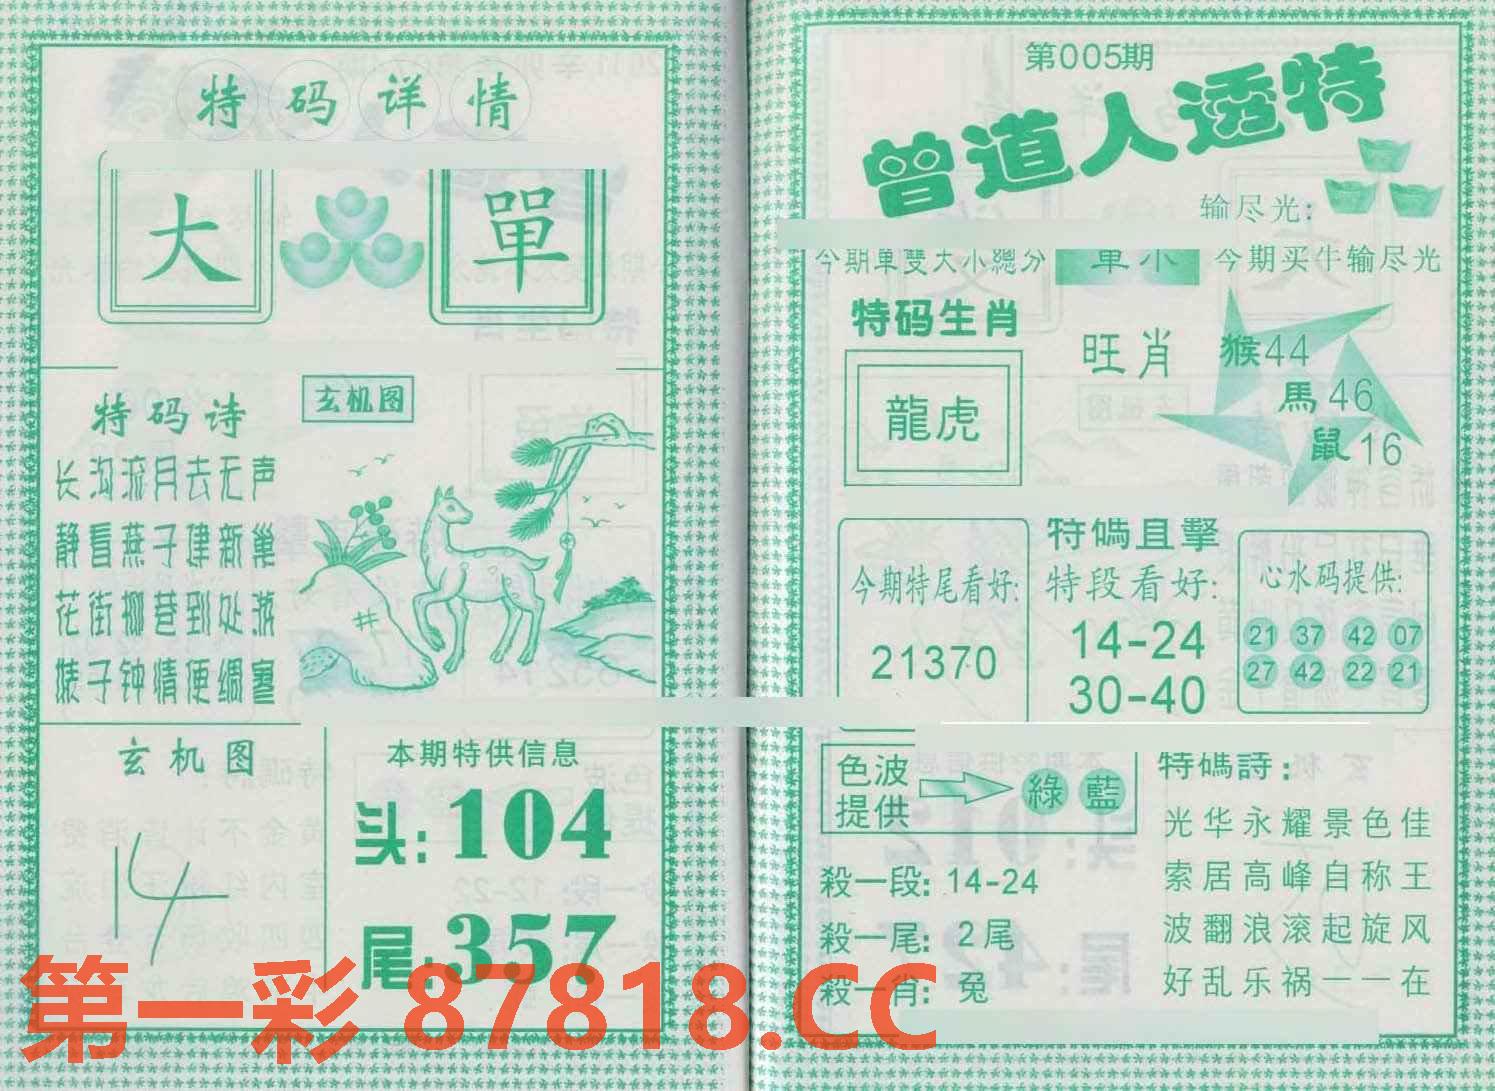 特码详情
大
單
特码诗
长沟流月去无声
静看燕子建新巢
花街柳巷到处游
婊子钟情便绸寒
玄机图
井
玄机图
14
本期特供信息
头:104
尾:357
第005期
曾道人透特
输尽光:
今期單雙大小總分
單小
今期买牛输尽光
特码生肖
龍虎
旺肖
猴44
馬46
鼠16
今期特尾看好:
21370
特碼直擊
特段看好:
14-24
30-40
心水码提供:
21 37 42 07
27 42 22 21
色波
提供
綠 藍
殺一段: 14-24
殺一尾: 2尾
殺一肖: 兔
特碼詩:
光华永耀景色佳
索居高峰自称王
波翻浪滚起旋风
好乱乐祸一一在
第一彩 87818.CC